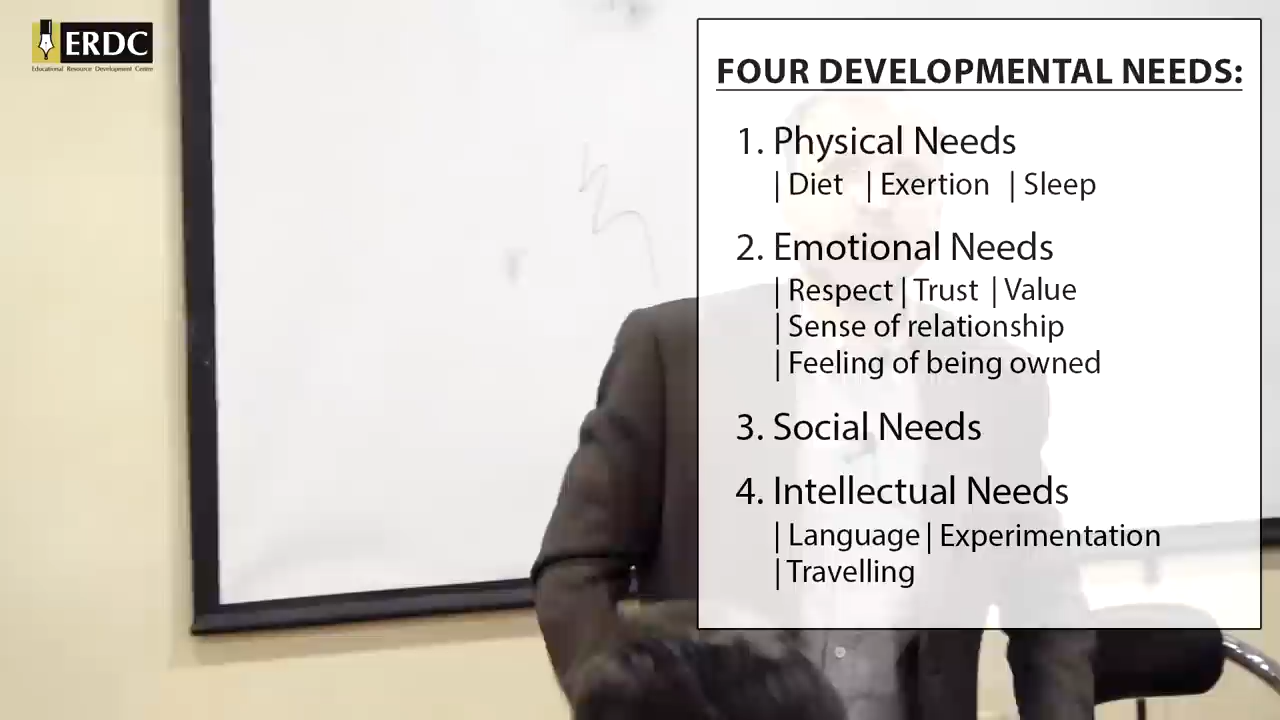 ERDC
Educational Resource Development Centre
FOUR DEVELOPMENTAL NEEDS:
1. Physical Needs
| Diet | Exertion | Sleep
2. Emotional Needs
| Respect | Trust | Value
| Sense of relationship
| Feeling of being owned
3. Social Needs
4. Intellectual Needs
| Language | Experimentation
| Travelling